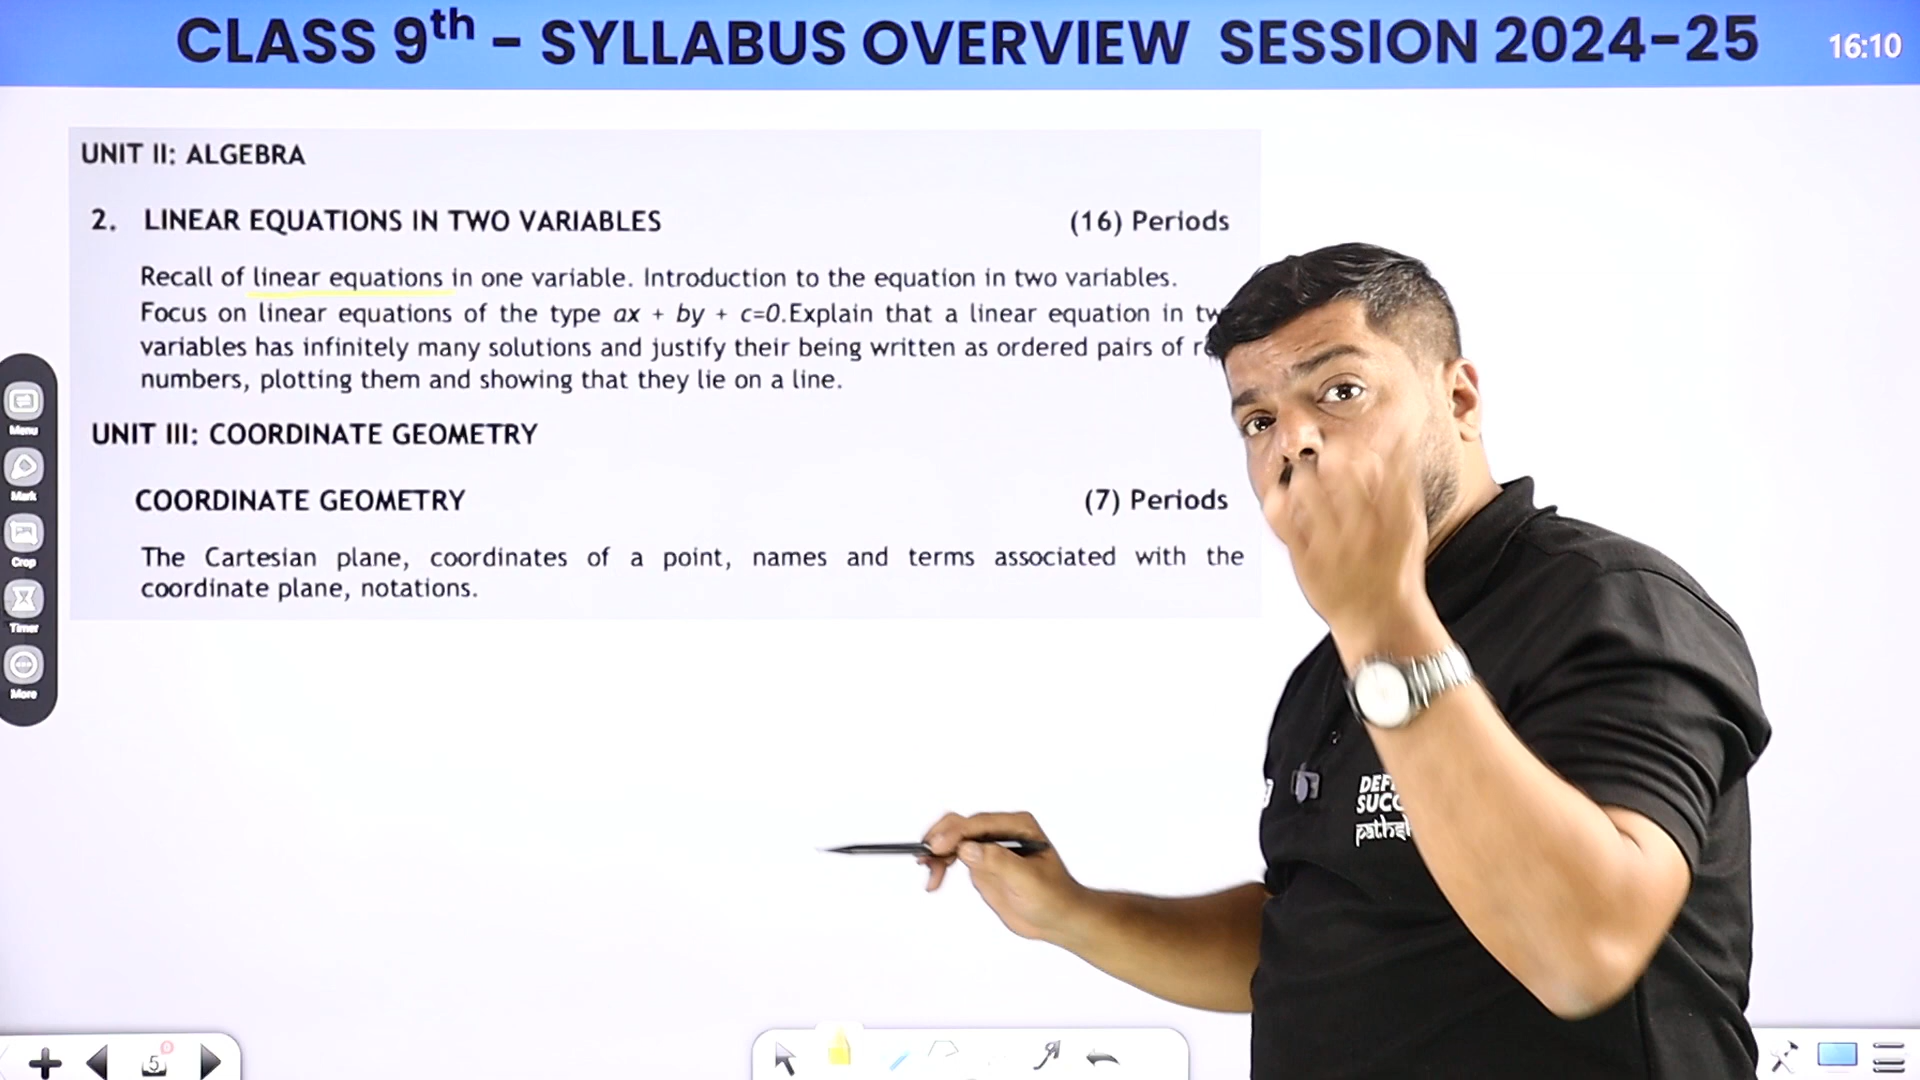 CLASS 9th - SYLLABUS OVERVIEW SESSION 2024-25
16:10
UNIT II: ALGEBRA
2. LINEAR EQUATIONS IN TWO VARIABLES (16) Periods
Recall of linear equations in one variable. Introduction to the equation in two variables.
Focus on linear equations of the type ax + by + c=0.Explain that a linear equation in
variables has infinitely many solutions and justify their being written as ordered pairs of
numbers, plotting them and showing that they lie on a line.
UNIT III: COORDINATE GEOMETRY
COORDINATE GEOMETRY (7) Periods
The Cartesian plane, coordinates of a point, names and terms associated with the
coordinate plane, notations.
Menu
Mark
Crop
Timer
More
5